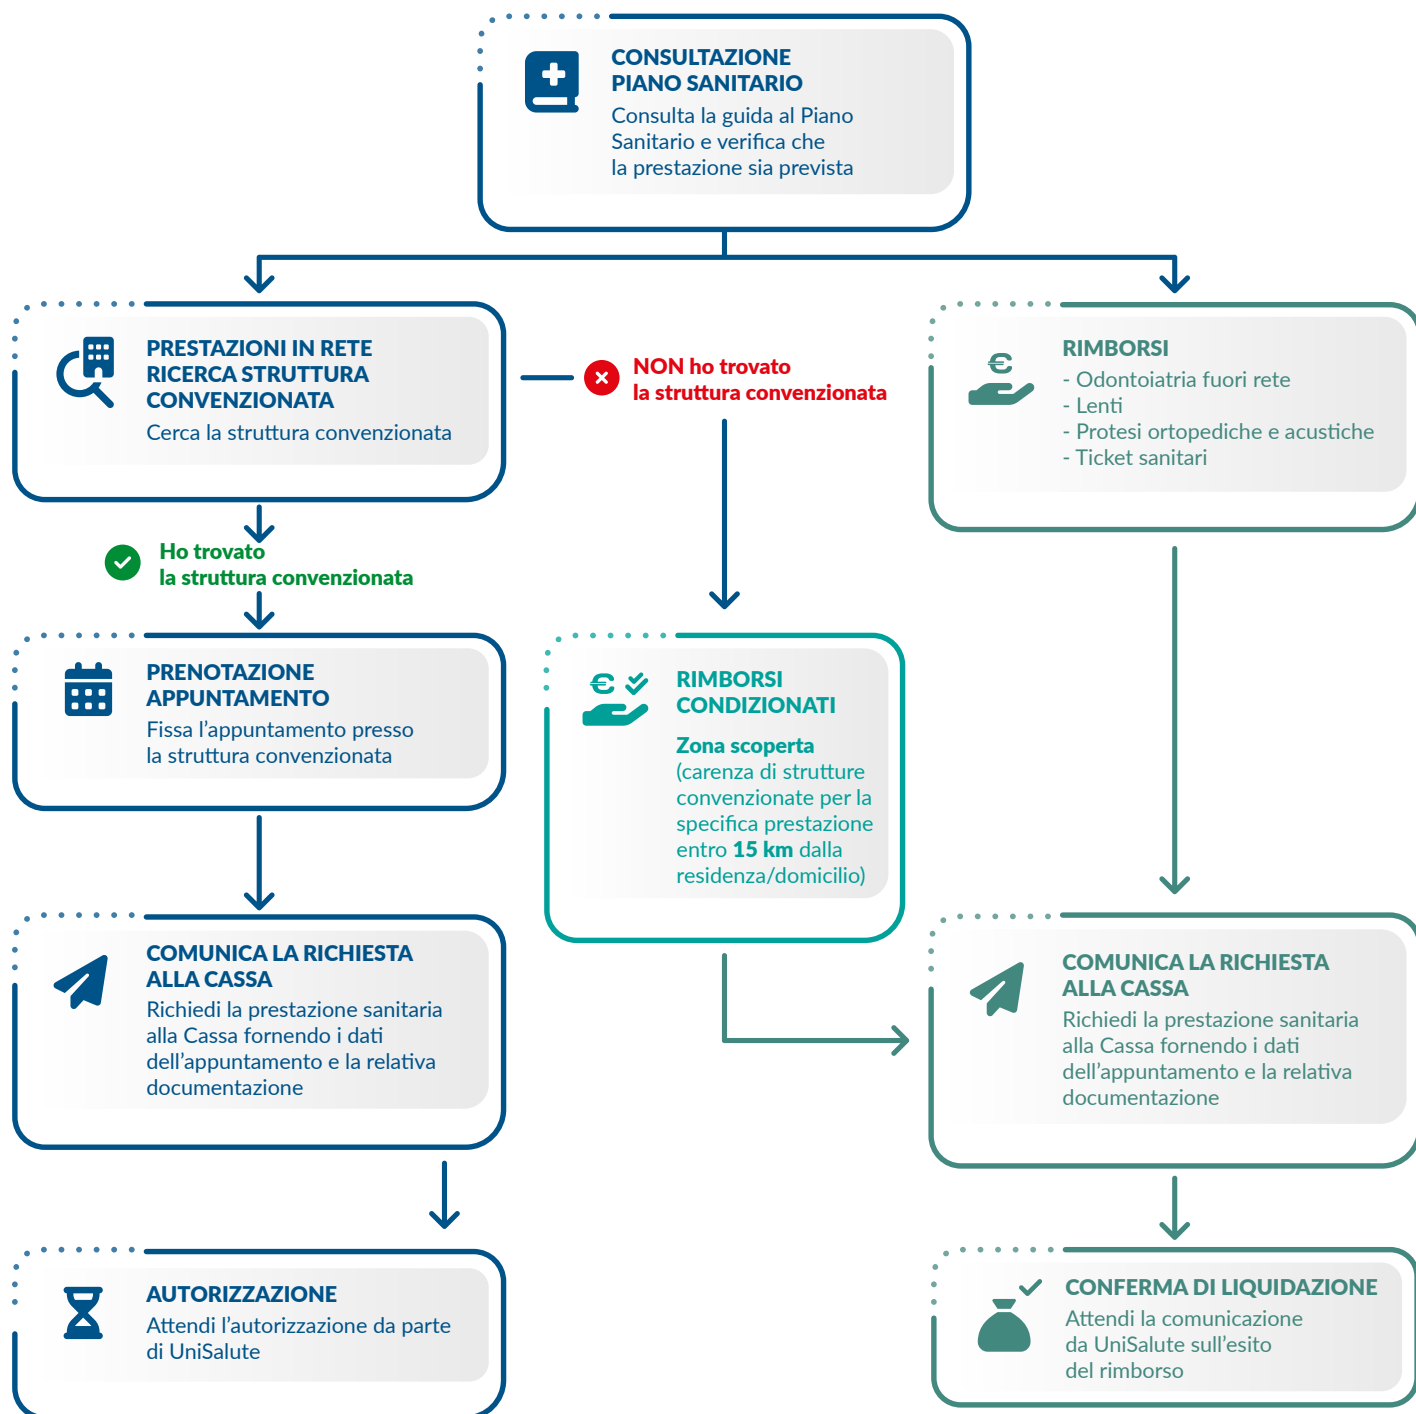 CONSULTAZIONE
PIANO SANITARIO
Consulta la guida al Piano
Sanitario e verifica che
la prestazione sia prevista
PRESTAZIONI IN RETE
RICERCA STRUTTURA
CONVENZIONATA
Cerca la struttura convenzionata
NON ho trovato
la struttura convenzionata
RIMBORSI
- Odontoiatria fuori rete
- Lenti
- Protesi ortopediche e acustiche
- Ticket sanitari
Ho trovato
la struttura convenzionata
PRENOTAZIONE
APPUNTAMENTO
Fissa l'appuntamento presso
la struttura convenzionata
RIMBORSI
CONDIZIONATI
Zona scoperta
(carenza di strutture
convenzionate per la
specifica prestazione
entro 15 km dalla
residenza/domicilio)
COMUNICA LA RICHIESTA
ALLA CASSA
Richiedi la prestazione sanitaria
alla Cassa fornendo i dati
dell'appuntamento e la relativa
documentazione
COMUNICA LA RICHIESTA
ALLA CASSA
Richiedi la prestazione sanitaria
alla Cassa fornendo i dati
dell'appuntamento e la relativa
documentazione
AUTORIZZAZIONE
Attendi l'autorizzazione da parte
di UniSalute
CONFERMA DI LIQUIDAZIONE
Attendi la comunicazione
da UniSalute sull'esito
del rimborso